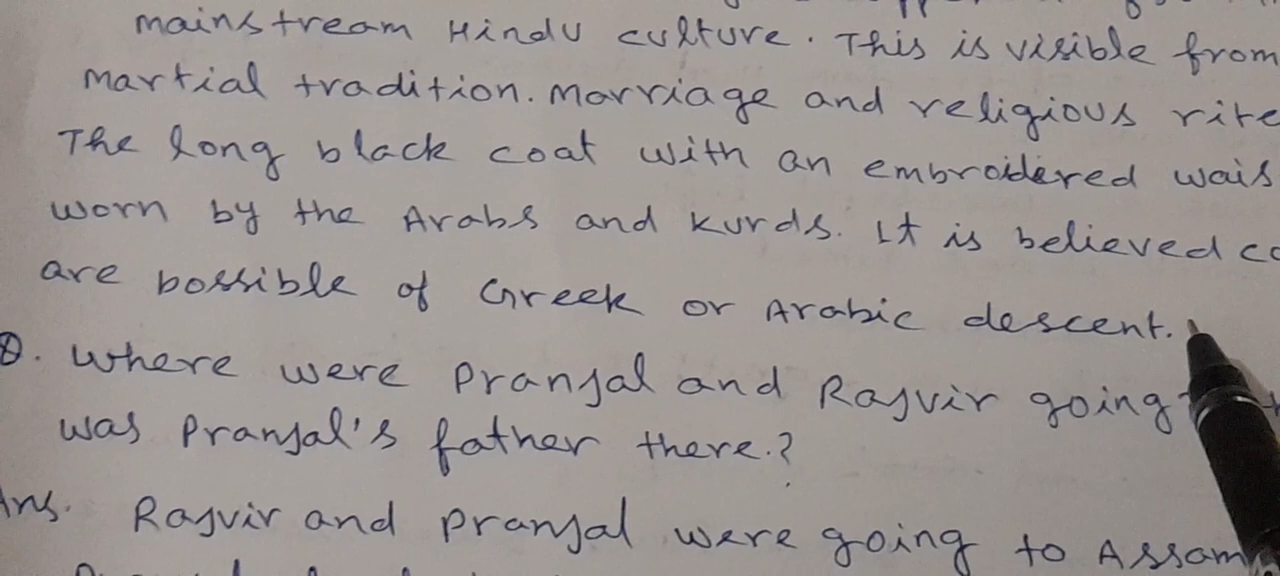 mainstream Hindu culture. This is visible from
martial tradition. Marriage and religious rite
The long black coat with an embroidered wais
worn by the Arabs and Kurds. It is believed co
are bossible of Greek or Arabic descent.
Q. Where were Pranjal and Rajvir going?
was Pranjal's father there.?
Ans. Rajvir and Pranjal were going to Assam